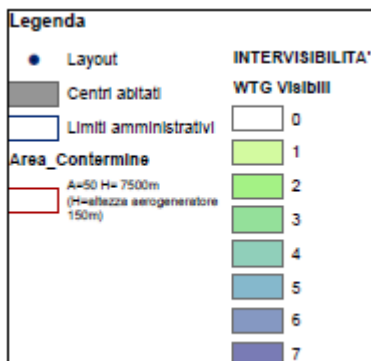 Legenda
Layout
Centri abitati
Limiti amministrativi
Area_Contermine
A=50 H= 7500m
(H=altezza aerogeneratore
150m)
INTERVISIBILITA'
WTG Visibili
0
1
2
3
4
5
6
7